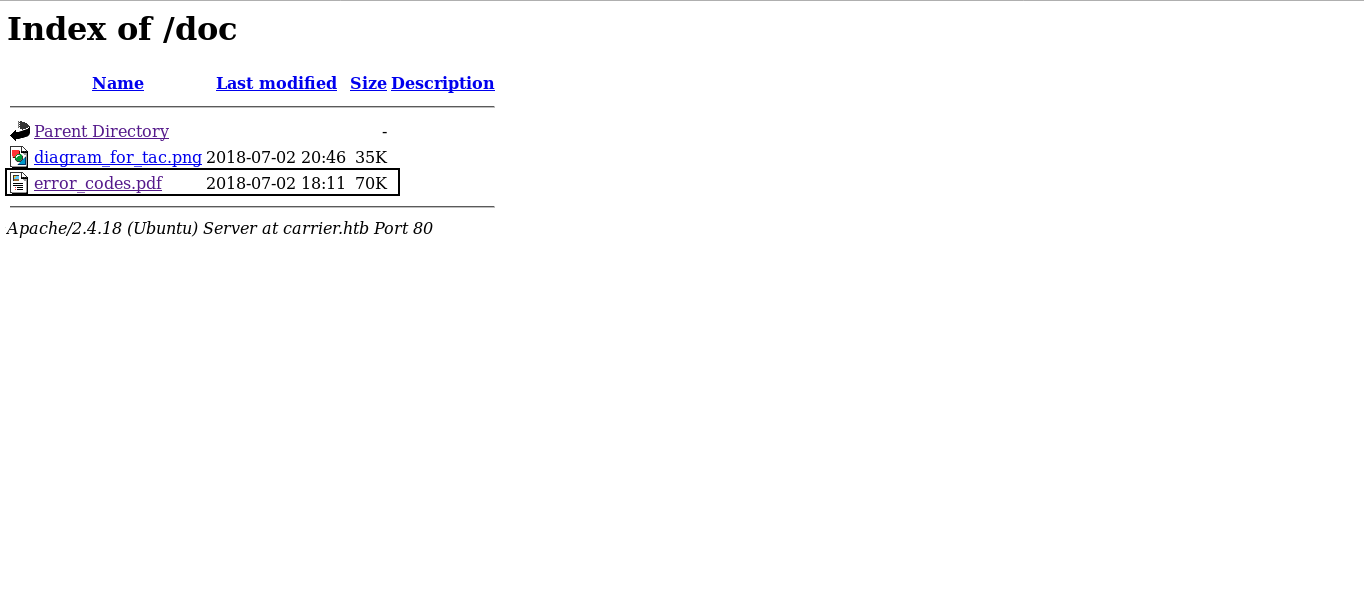 Index of /doc
Name Last modified Size Description
Parent Directory -
diagram_for_tac.png 2018-07-02 20:46 35K
error_codes.pdf 2018-07-02 18:11 70K
Apache/2.4.18 (Ubuntu) Server at carrier.htb Port 80